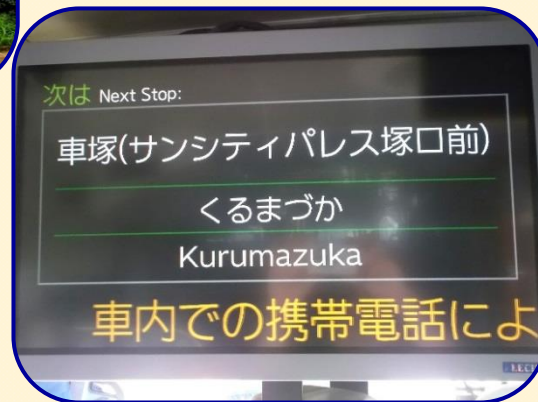 次は Next Stop:
車塚(サンシティパレス塚口前)
くるまづか
Kurumazuka
車内での携帯電話によ